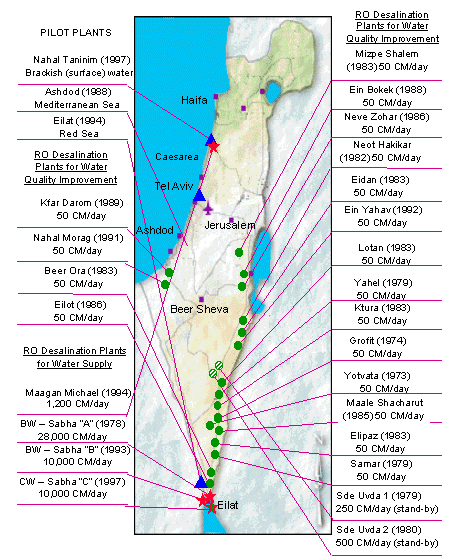 PILOT PLANTS
Nahal Taninim (1997)
Brackish (surface) water
Ashdod (1988)
Mediterranean Sea
Eilat (1994)
Red Sea
RO Desalination
Plants for Water
Quality Improvement
Kfar Darom (1989)
50 CM/day
Nahal Morag (1991)
50 CM/day
Beer Ora (1983)
50 CM/day
Eilot (1986)
50 CM/day
RO Desalination Plants
for Water Supply
Maagan Michael (1994)
1,200 CM/day
BW – Sabha "A" (1978)
28,000 CM/day
BW – Sabha "B" (1993)
10,000 CM/day
CW – Sabha "C" (1997)
10,000 CM/day
Haifa
Caesarea
Tel Aviv
Jerusalem
Ashdod
Beer Sheva
Eilat
RO Desalination
Plants for Water
Quality Improvement
Mizpe Shalem
(1983) 50 CM/day
Ein Bokek (1988)
50 CM/day
Neve Zohar (1986)
50 CM/day
Neot Hakikar
(1982) 50 CM/day
Eidan (1983)
50 CM/day
Ein Yahav (1992)
50 CM/day
Lotan (1983)
50 CM/day
Yahel (1979)
50 CM/day
Ktura (1983)
50 CM/day
Grofit (1974)
50 CM/day
Yotvata (1973)
50 CM/day
Maale Shacharut
(1985) 50 CM/day
Elipaz (1983)
50 CM/day
Samar (1979)
50 CM/day
Sde Uvda 1 (1979)
250 CM/day (stand-by)
Sde Uvda 2 (1980)
500 CM/day (stand-by)